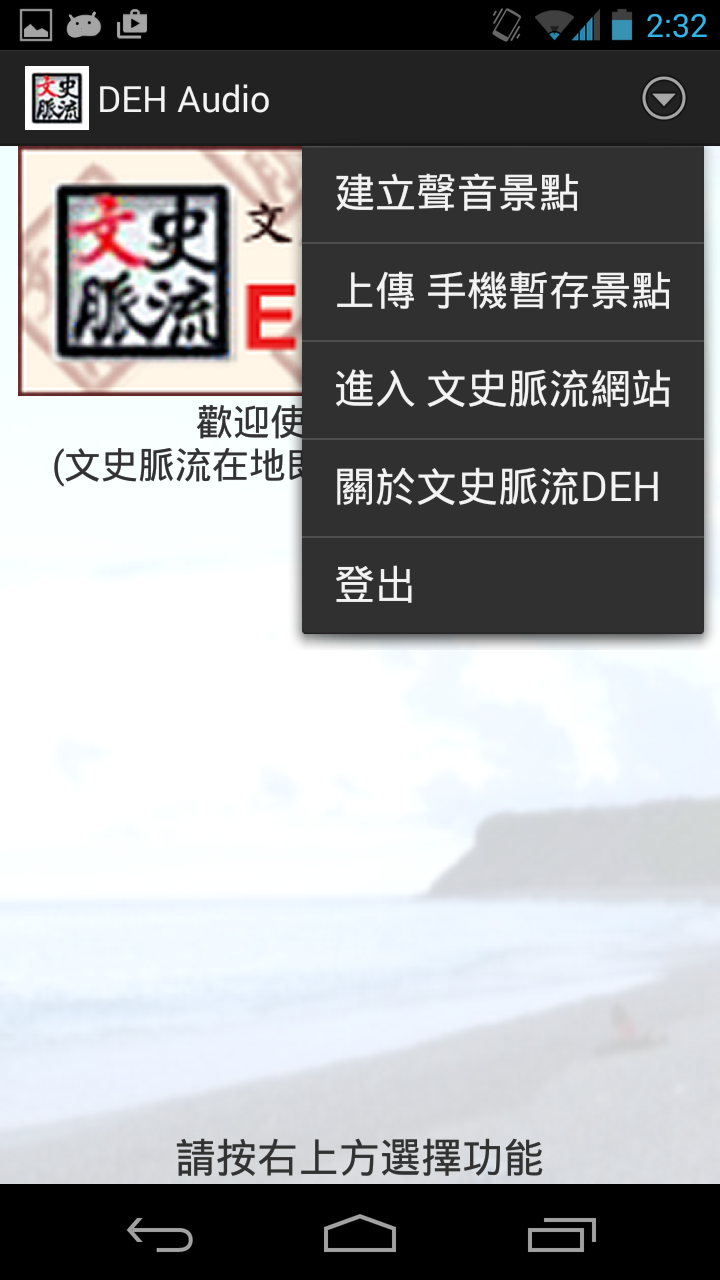 2:32
文史
脈流
DEH Audio
文史
脈流
文
E
建立聲音景點
上傳 手機暫存景點
進入 文史脈流網站
關於文史脈流DEH
登出
歡迎使
(文史脈流在地
請按右上方選擇功能